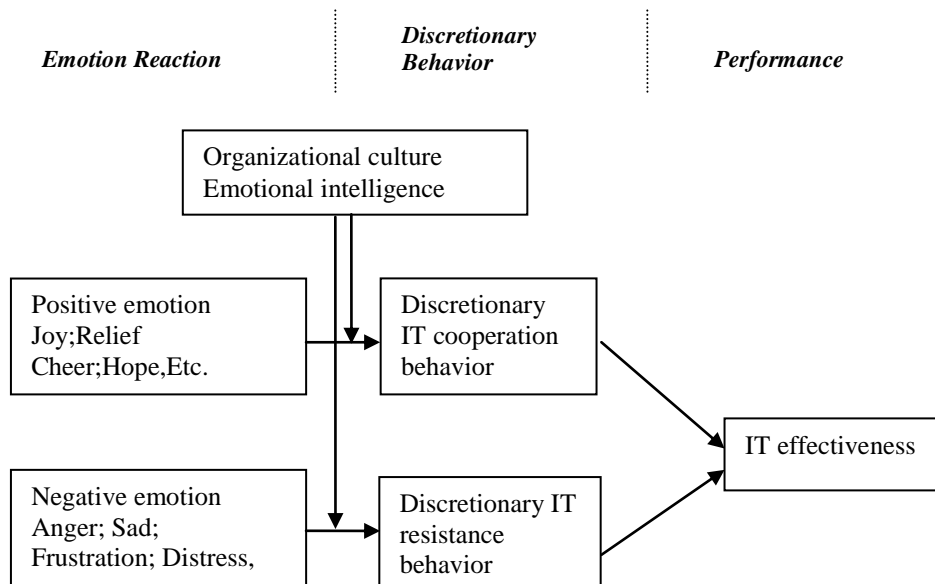 Emotion Reaction
Discretionary
Behavior
Performance
Organizational culture
Emotional intelligence
Positive emotion
Joy;Relief
Cheer;Hope,Etc.
Discretionary
IT cooperation
behavior
IT effectiveness
Negative emotion
Anger; Sad;
Frustration; Distress,
Discretionary IT
resistance
behavior